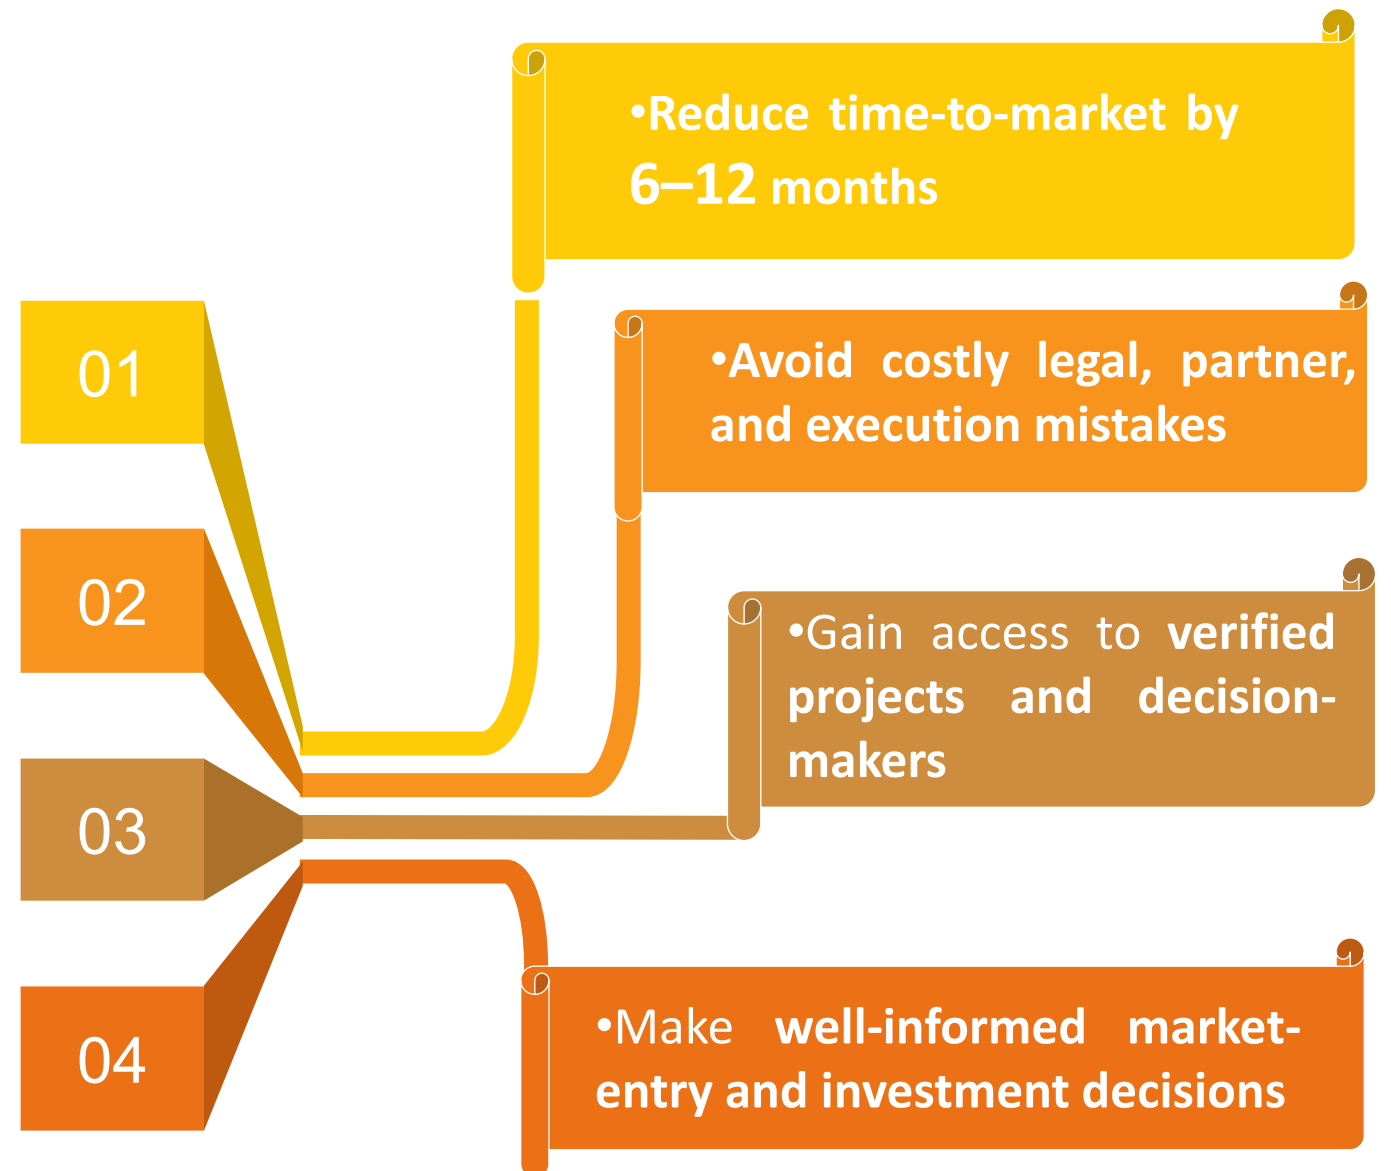 01
•Reduce time-to-market by
6–12 months
02
•Avoid costly legal, partner,
and execution mistakes
03
•Gain access to verified
projects and decision-
makers
04
•Make well-informed market-
entry and investment decisions